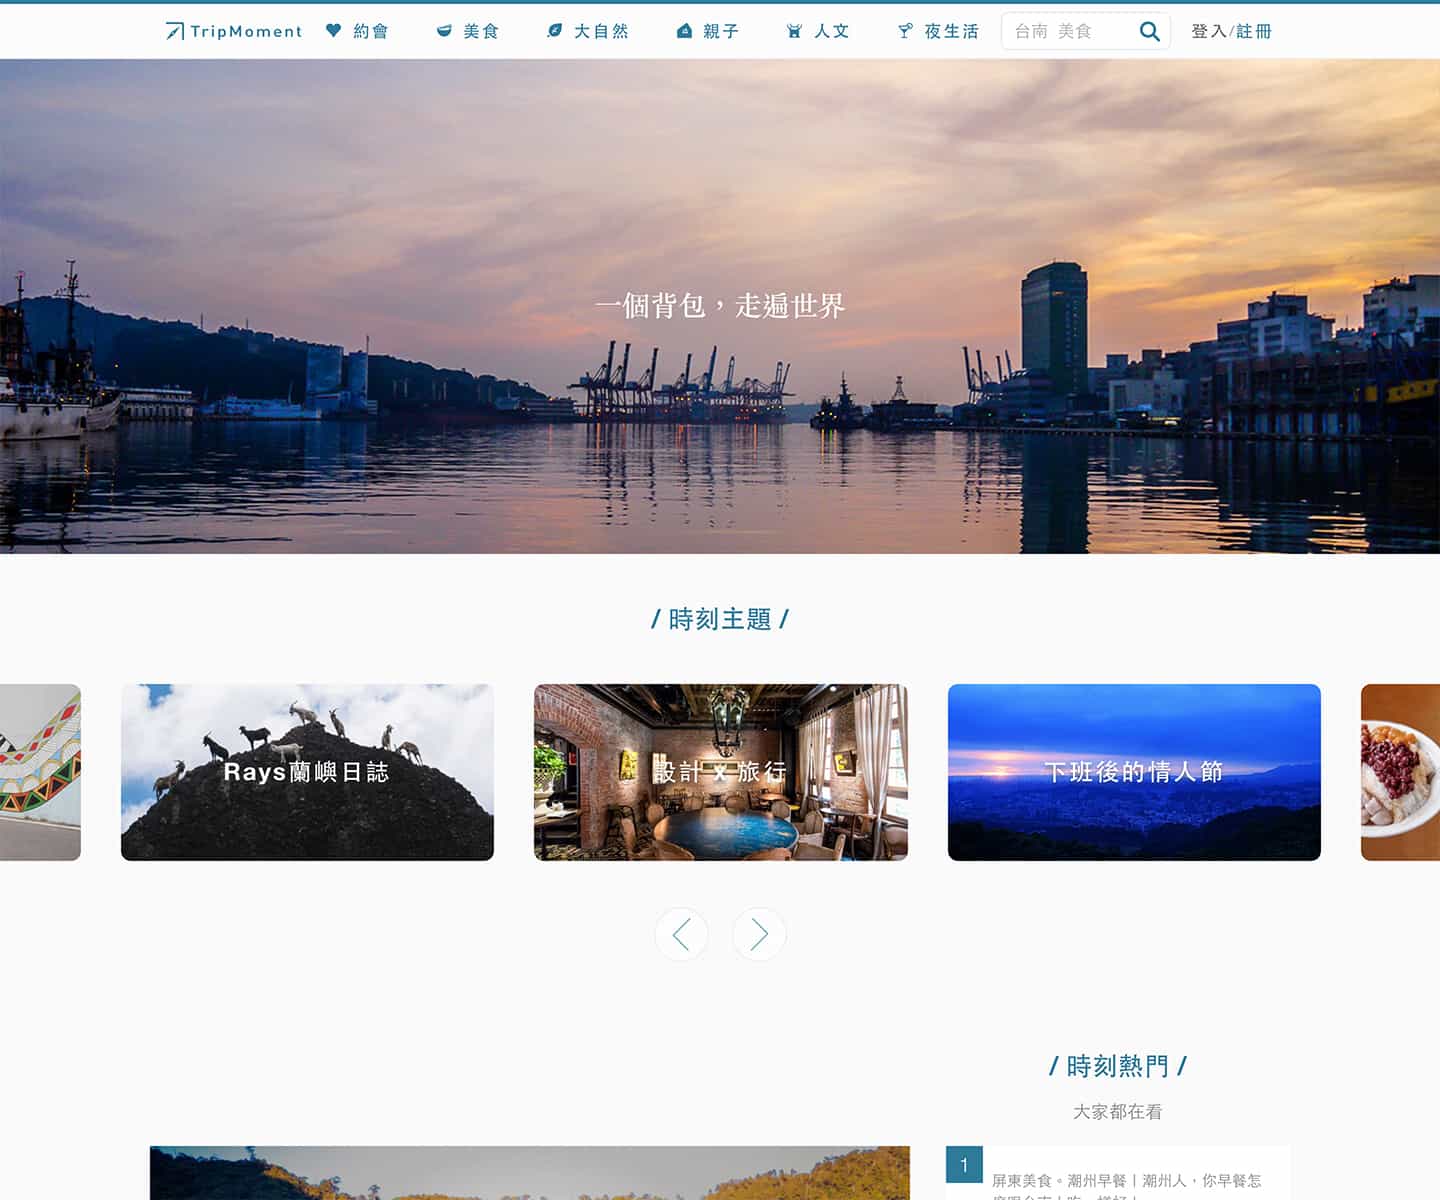 TripMoment 約會 美食 大自然 親子 人文 夜生活 台南 美食 登入/註冊
一個背包，走遍世界
/ 時刻主題 /
Rays蘭嶼日誌
設計 x 旅行
下班後的情人節
/ 時刻熱門 /
大家都在看
1
屏東美食。潮州早餐丨潮州人，你早餐怎